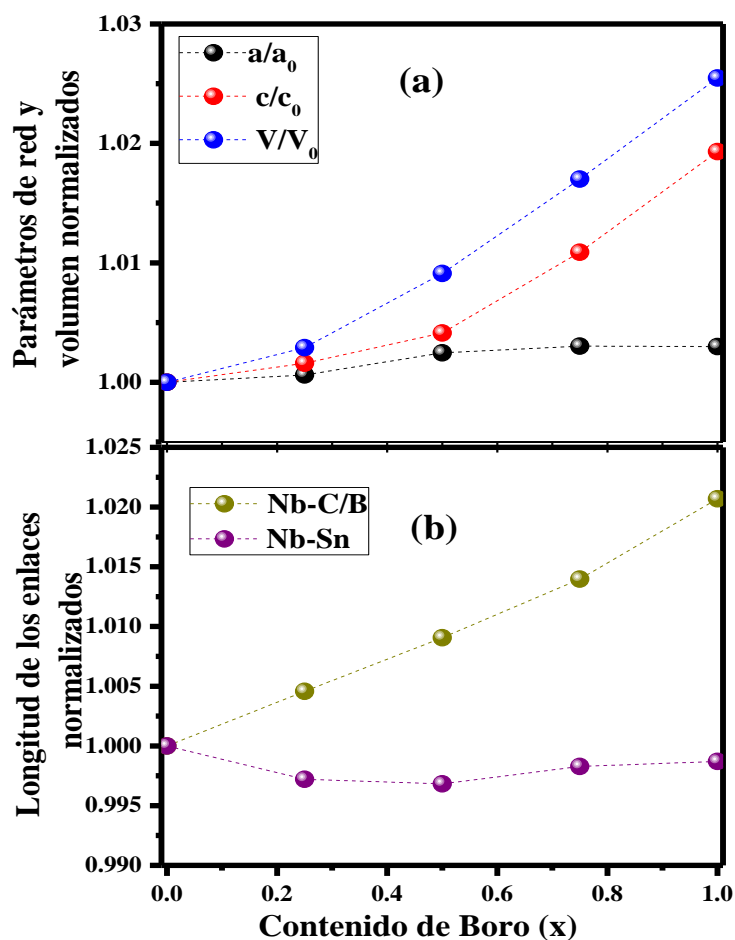 Parámetros de red y
volumen normalizados
1.03
1.02
1.01
1.00
a/a₀
c/c₀
V/V₀
(a)
Longitud de los enlaces
normalizados
1.025
1.020
1.015
1.010
1.005
1.000
0.995
0.990
Nb-C/B
Nb-Sn
(b)
0.0 0.2 0.4 0.6 0.8 1.0
Contenido de Boro (x)